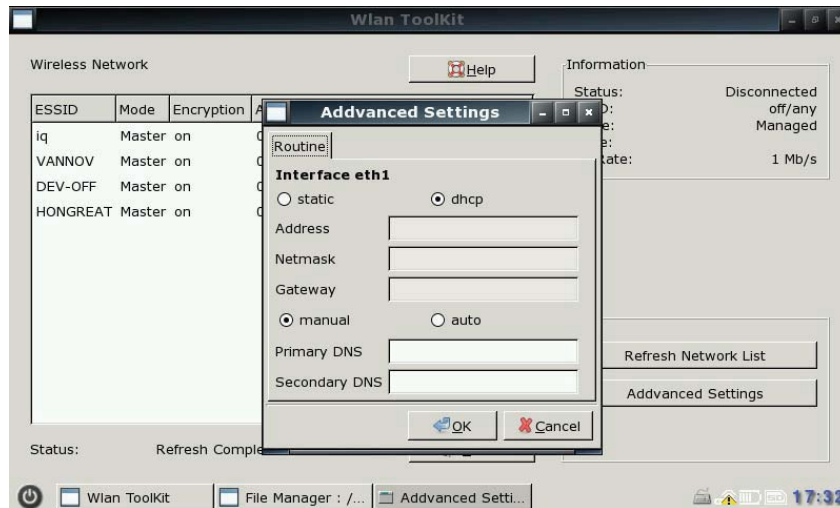 Wlan ToolKit
Wireless Network
Help
ESSID Mode Encryption
iq Master on
VANNOV Master on
DEV-OFF Master on
HONGREAT Master on
Status: Refresh Comple
Information
Status: Disconnected
off/any
Managed
1 Mb/s
Refresh Network List
Addvanced Settings
Addvanced Settings
Routine
Interface eth1
static dhcp
Address
Netmask
Gateway
manual auto
Primary DNS
Secondary DNS
OK Cancel
Wlan ToolKit File Manager : /... Addvanced Setti... 17:32